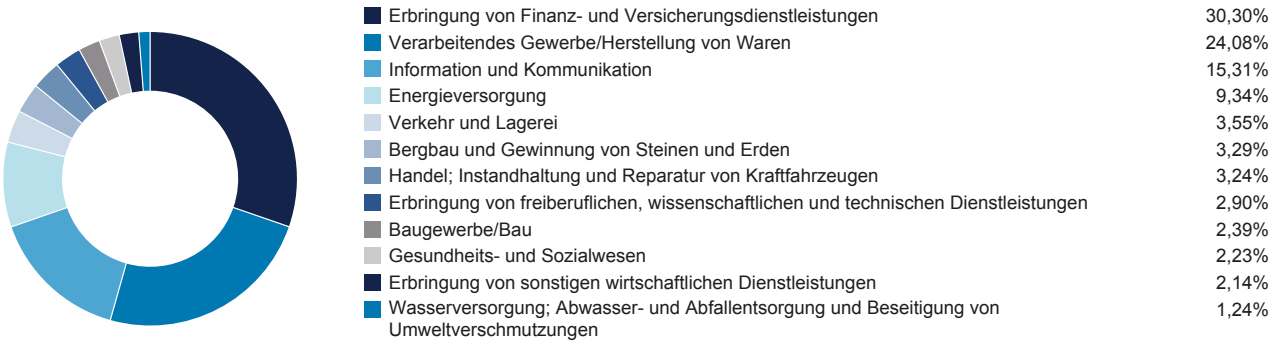 Erbringung von Finanz- und Versicherungsdienstleistungen 30,30%
Verarbeitendes Gewerbe/Herstellung von Waren 24,08%
Information und Kommunikation 15,31%
Energieversorgung 9,34%
Verkehr und Lagerei 3,55%
Bergbau und Gewinnung von Steinen und Erden 3,29%
Handel; Instandhaltung und Reparatur von Kraftfahrzeugen 3,24%
Erbringung von freiberuflichen, wissenschaftlichen und technischen Dienstleistungen 2,90%
Baugewerbe/Bau 2,39%
Gesundheits- und Sozialwesen 2,23%
Erbringung von sonstigen wirtschaftlichen Dienstleistungen 2,14%
Wasserversorgung; Abwasser- und Abfallentsorgung und Beseitigung von 1,24%
Umweltverschmutzungen